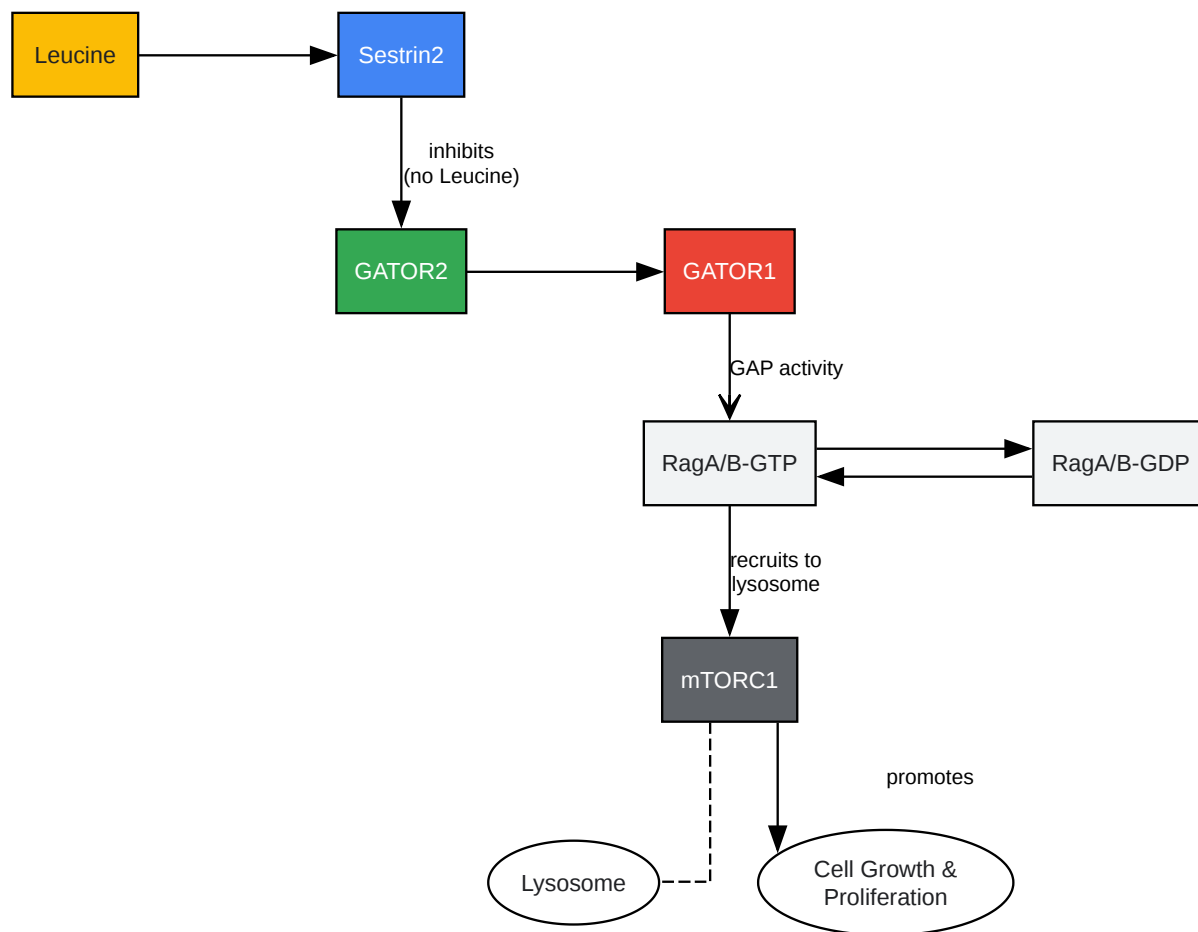 Leucine
Sestrin2
inhibits
(no Leucine)
GATOR2
GATOR1
GAP activity
RagA/B-GTP
RagA/B-GDP
recruits to
lysosome
mTORC1
promotes
Lysosome
Cell Growth &
Proliferation